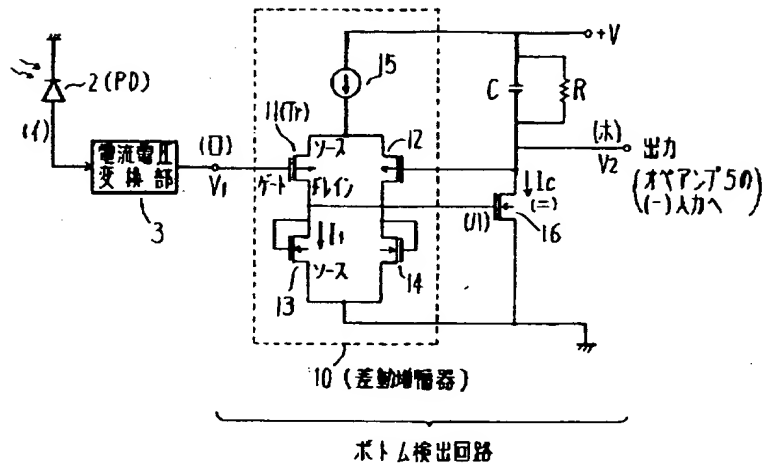 +V
15
2(PD)
C
R
11(Tr)
12
(イ)
(ロ)
ソース
(ホ)
電流電圧
変換部
V1
ゲート
ドレイン
V2
出力
(オペアンプ5の
(-)入力へ)
Ic
(ニ)
3
(ハ)
16
I1
ソース
13
14
10(差動増幅器)
ボトム検出回路